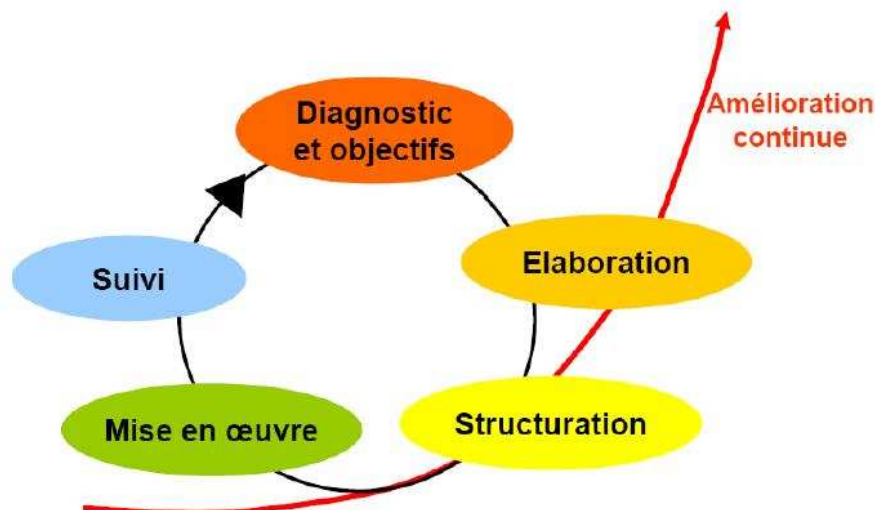 Diagnostic
et objectifs
Amélioration
continue
Elaboration
Suivi
Structuration
Mise en œuvre